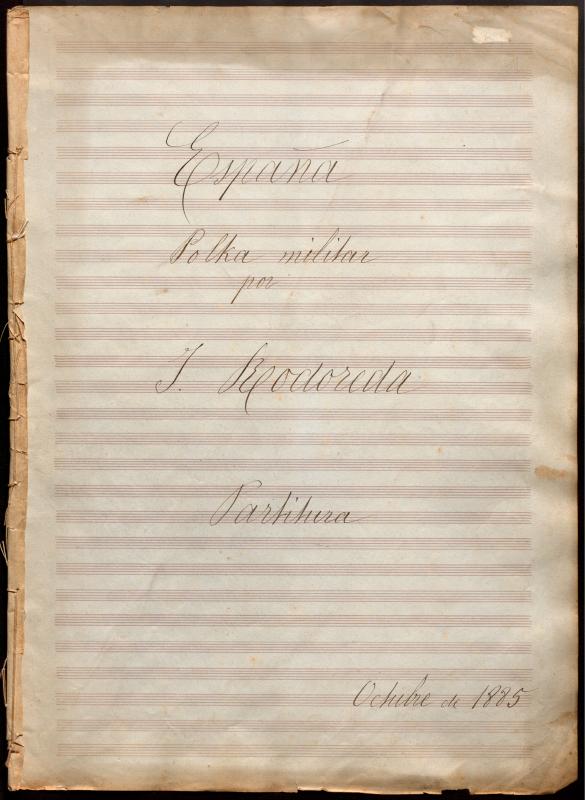 España
Polka militar
por
J. Rodoreda
Partitura
Octubre de 1885